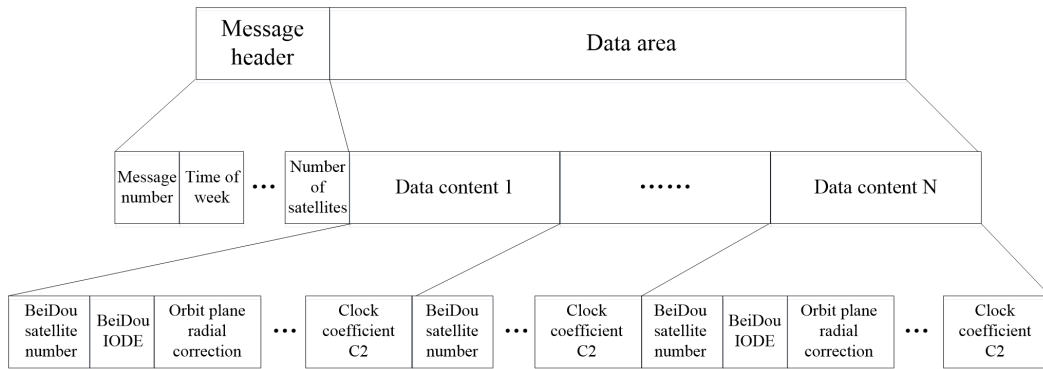 Message
header
Data area
Message
number
Time of
week
•••
Number
of
satellites
Data content 1
••••••
Data content N
BeiDou
satellite
number
BeiDou
IODE
Orbit plane
radial
correction
•••
Clock
coefficient
C2
BeiDou
satellite
number
•••
Clock
coefficient
C2
BeiDou
satellite
number
BeiDou
IODE
Orbit plane
radial
correction
•••
Clock
coefficient
C2